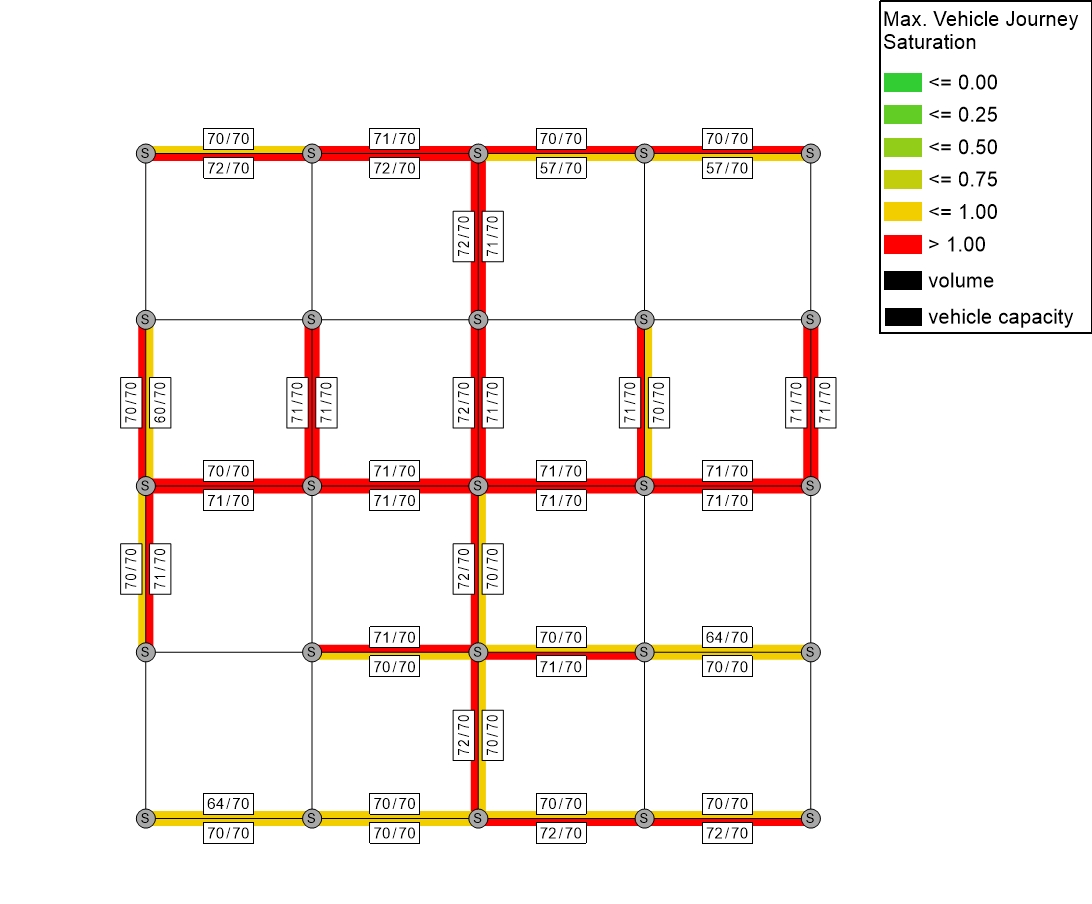 Max. Vehicle Journey
Saturation
<= 0.00
<= 0.25
<= 0.50
<= 0.75
<= 1.00
> 1.00
volume
vehicle capacity
70/70 71/70 70/70 70/70
S S S S S
72/70 72/70 57/70 57/70
72/70 71/70
S S S S S
70/70 60/70 71/70 71/70 72/70 71/70 71/70 70/70 71/70 71/70
70/70 71/70 71/70 71/70
S S S S S
71/70 71/70 71/70 71/70
70/70 71/70 72/70 70/70
71/70 70/70 64/70
S S S S S
70/70 71/70 70/70
72/70 70/70
64/70 70/70 70/70 70/70
S S S S S
70/70 70/70 72/70 72/70